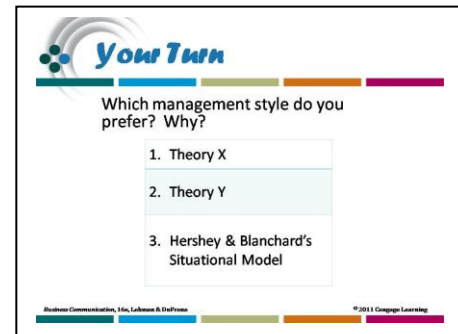 Your Turn
Which management style do you
prefer? Why?
1. Theory X
2. Theory Y
3. Hershey & Blanchard's
Situational Model
Business Communication, 16e, Lehman & DuFrene
© 2011 Cengage Learning